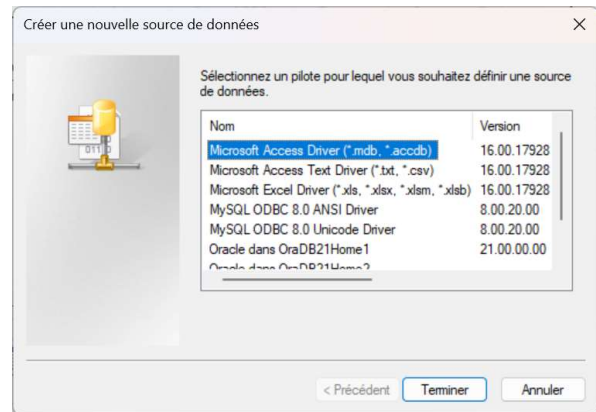 Créer une nouvelle source de données
Sélectionnez un pilote pour lequel vous souhaitez définir une source
de données.
Nom Version
Microsoft Access Driver (*.mdb, *.accdb) 16.00.17928
Microsoft Access Text Driver (*.txt, *.csv) 16.00.17928
Microsoft Excel Driver (*.xls, *.xlsx, *.xlsm, *.xlsb) 16.00.17928
MySQL ODBC 8.0 ANSI Driver 8.00.20.00
MySQL ODBC 8.0 Unicode Driver 8.00.20.00
Oracle dans OraDB21Home1 21.00.00.00
Oracle dans OraDB21Home2
< Précédent Terminer Annuler